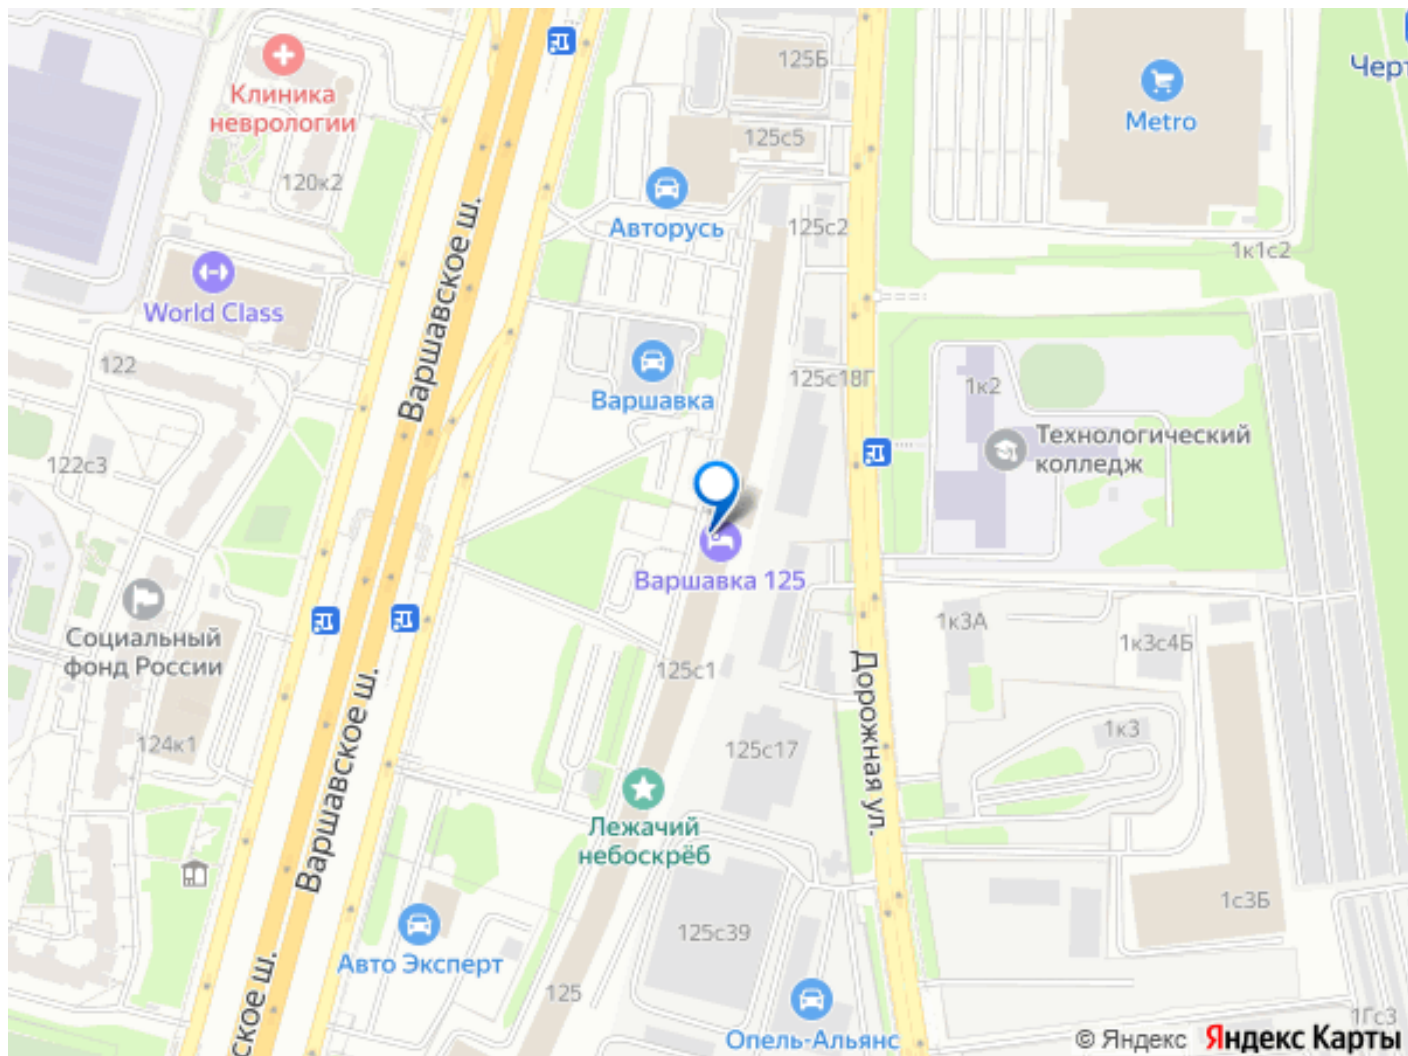 Черт
125Б
Клиника
неврологии
Metro
125с5
120к2
Авторусь
125с2
1к1с2
World Class
Варшавское ш.
122
Варшавка
125с18Г
1к2
Технологический
колледж
122с3
Варшавка 125
Социальный
фонд России
1к3А
1к3с4Б
125с1
Дорожная ул.
124к1
125с17
1к3
Варшавское ш.
Лежачий
небоскрёб
1с3Б
125с39
Авто Эксперт
125
ское ш.
Опель-Альянс
1Гс3
© Яндекс Яндекс Карты